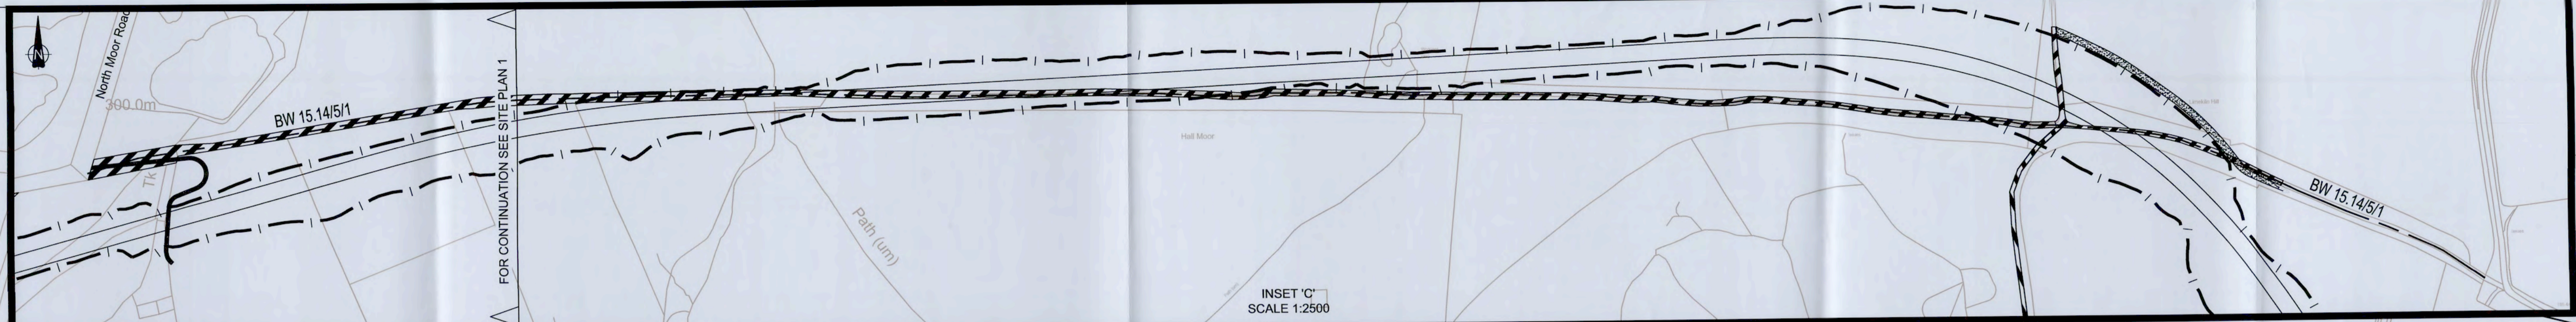 N
North Moor Road
300.0m
BW 15.14/5/1
Tk
FOR CONTINUATION SEE SITE PLAN 1
Path (um)
Hall Moor
INSET 'C'
SCALE 1:2500
BW 15.14/5/1